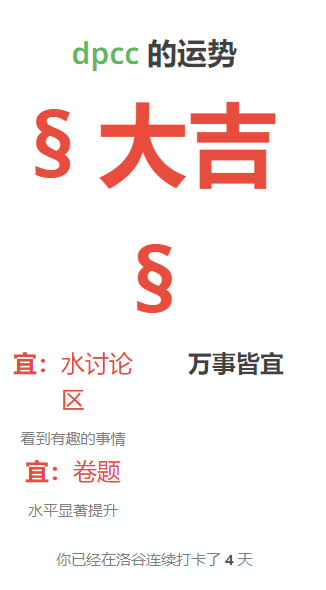 dpcc 的运势
§ 大吉
§
宜：水讨论
区
万事皆宜
看到有趣的事情
宜：卷题
水平显著提升
你已经在洛谷连续打卡了 4 天